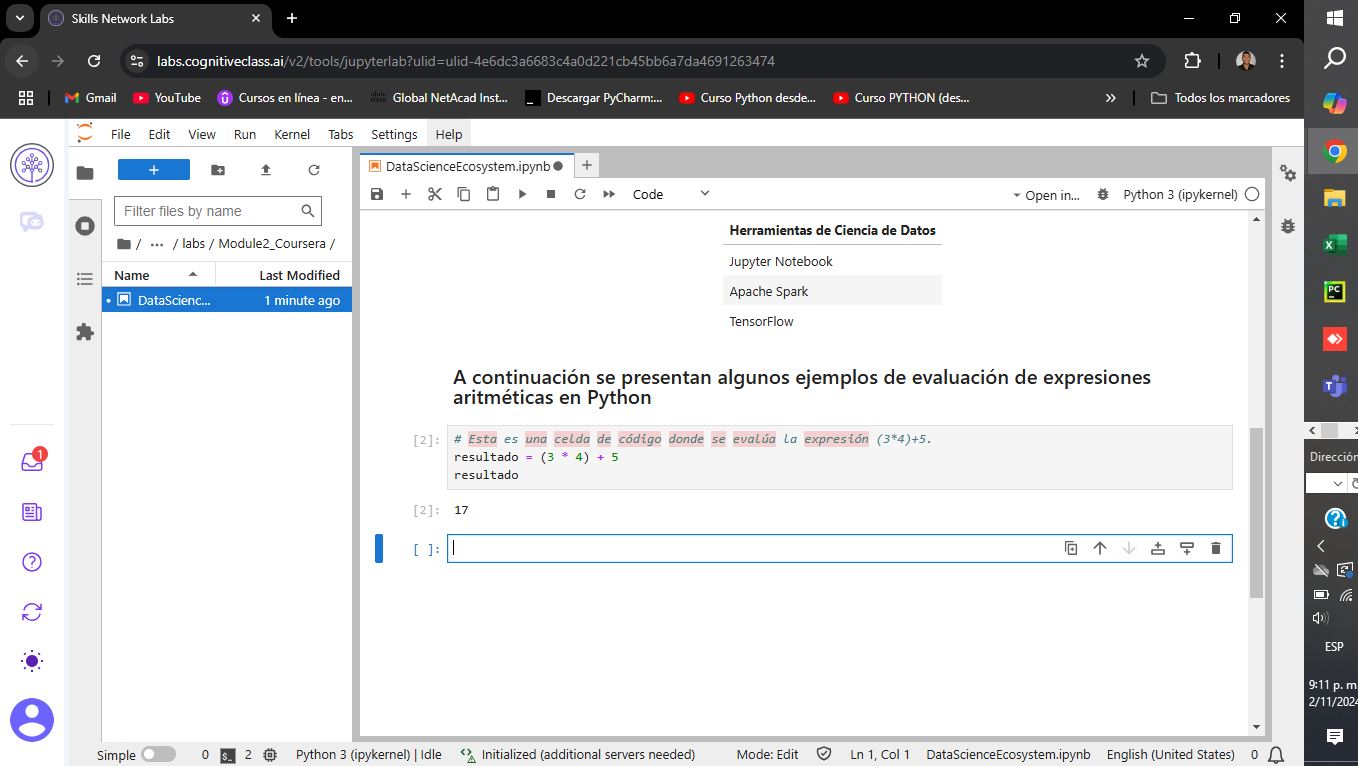 Skills Network Labs
labs.cognitiveclass.ai/v2/tools/jupyterlab?ulid=ulid-4e6dc3a6683c4a0d221cb45bb6a7da4691263474
Gmail YouTube Cursos en línea - en... Global NetAcad Inst... Descargar PyCharm:... Curso Python desde... Curso PYTHON (des... » Todos los marcadores
File Edit View Run Kernel Tabs Settings Help
DataScienceEcosystem.ipynb
Code Open in... Python 3 (ipykernel)
Filter files by name
/ ... / labs / Module2_Coursera /
Name Last Modified
DataScienc... 1 minute ago
Herramientas de Ciencia de Datos
Jupyter Notebook
Apache Spark
TensorFlow
A continuación se presentan algunos ejemplos de evaluación de expresiones
aritméticas en Python
[2]: # Esta es una celda de código donde se evalúa la expresión (3*4)+5.
resultado = (3 * 4) + 5
resultado
[2]: 17
[ ]:
1
Simple 0 2 Python 3 (ipykernel) | Idle Initialized (additional servers needed) Mode: Edit Ln 1, Col 1 DataScienceEcosystem.ipynb English (United States) 0
Dirección
ESP
9:11 p. m.
2/11/2024